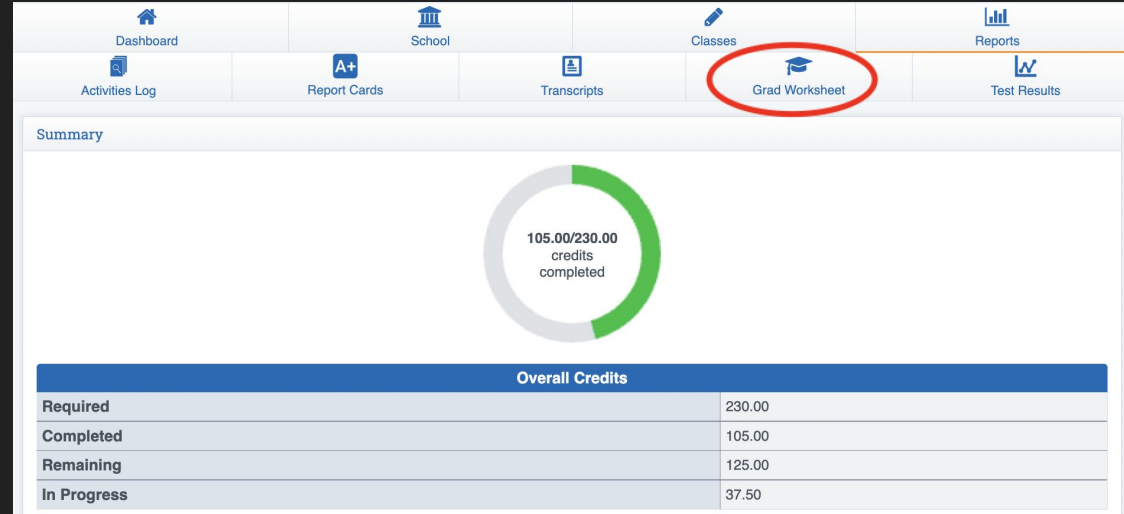 Dashboard
School
Classes
Reports
Activities Log
A+
Report Cards
Transcripts
Grad Worksheet
Test Results
Summary
105.00/230.00
credits
completed
Overall Credits
Required 230.00
Completed 105.00
Remaining 125.00
In Progress 37.50